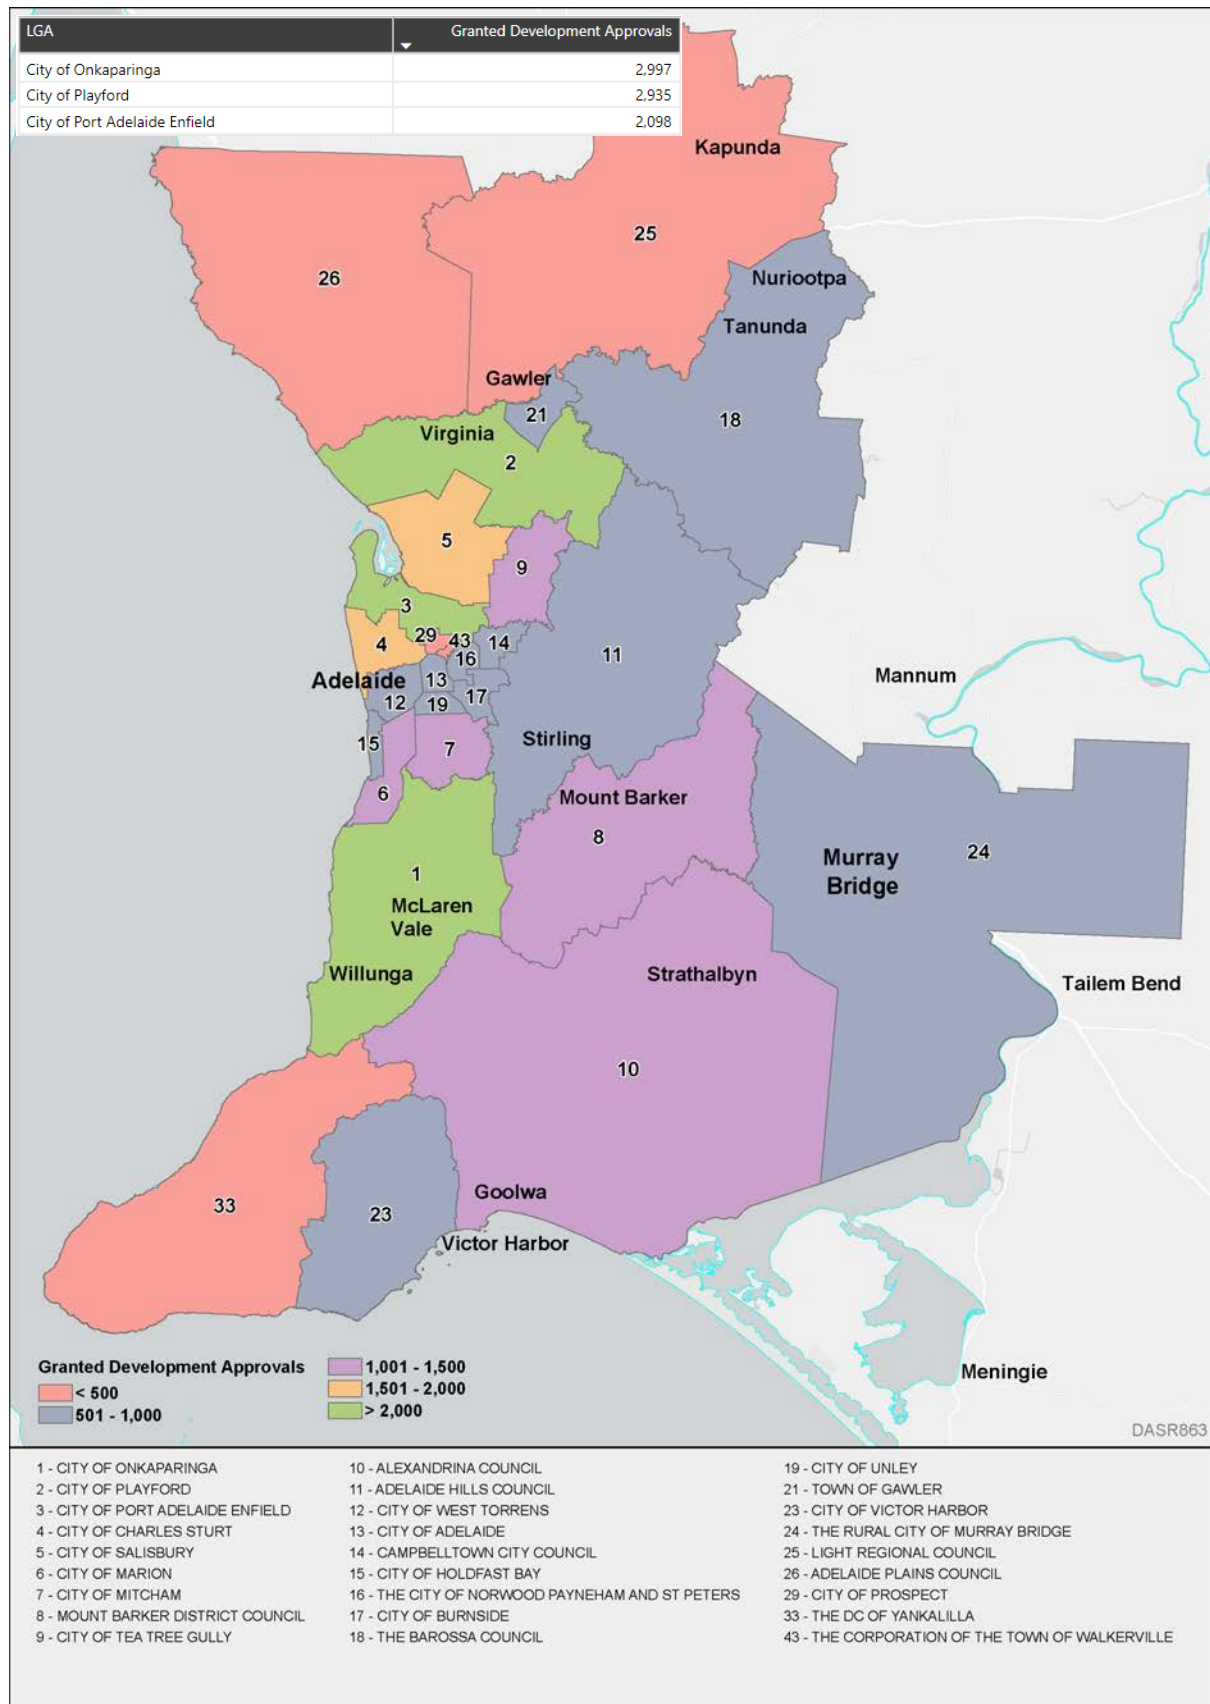 LGA Granted Development Approvals
City of Onkaparinga 2,997
City of Playford 2,935
City of Port Adelaide Enfield 2,098
Kapunda
25
26
Nuriootpa
Tanunda
Gawler
21
18
Virginia
2
5
9
3
4
29
43
14
16
11
Adelaide
13
12
19
17
Mannum
15
7
Stirling
6
Mount Barker
8
Murray
Bridge
24
1
McLaren
Vale
Willunga
Strathalbyn
Tailem Bend
10
33
23
Goolwa
Victor Harbor
Meningie
Granted Development Approvals
< 500
501 - 1,000
1,001 - 1,500
1,501 - 2,000
> 2,000
DASR863
1 - CITY OF ONKAPARINGA
2 - CITY OF PLAYFORD
3 - CITY OF PORT ADELAIDE ENFIELD
4 - CITY OF CHARLES STURT
5 - CITY OF SALISBURY
6 - CITY OF MARION
7 - CITY OF MITCHAM
8 - MOUNT BARKER DISTRICT COUNCIL
9 - CITY OF TEA TREE GULLY
10 - ALEXANDRINA COUNCIL
11 - ADELAIDE HILLS COUNCIL
12 - CITY OF WEST TORRENS
13 - CITY OF ADELAIDE
14 - CAMPBELLTOWN CITY COUNCIL
15 - CITY OF HOLDFAST BAY
16 - THE CITY OF NORWOOD PAYNEHAM AND ST PETERS
17 - CITY OF BURNSIDE
18 - THE BAROSSA COUNCIL
19 - CITY OF UNLEY
21 - TOWN OF GAWLER
23 - CITY OF VICTOR HARBOR
24 - THE RURAL CITY OF MURRAY BRIDGE
25 - LIGHT REGIONAL COUNCIL
26 - ADELAIDE PLAINS COUNCIL
29 - CITY OF PROSPECT
33 - THE DC OF YANKALILLA
43 - THE CORPORATION OF THE TOWN OF WALKERVILLE